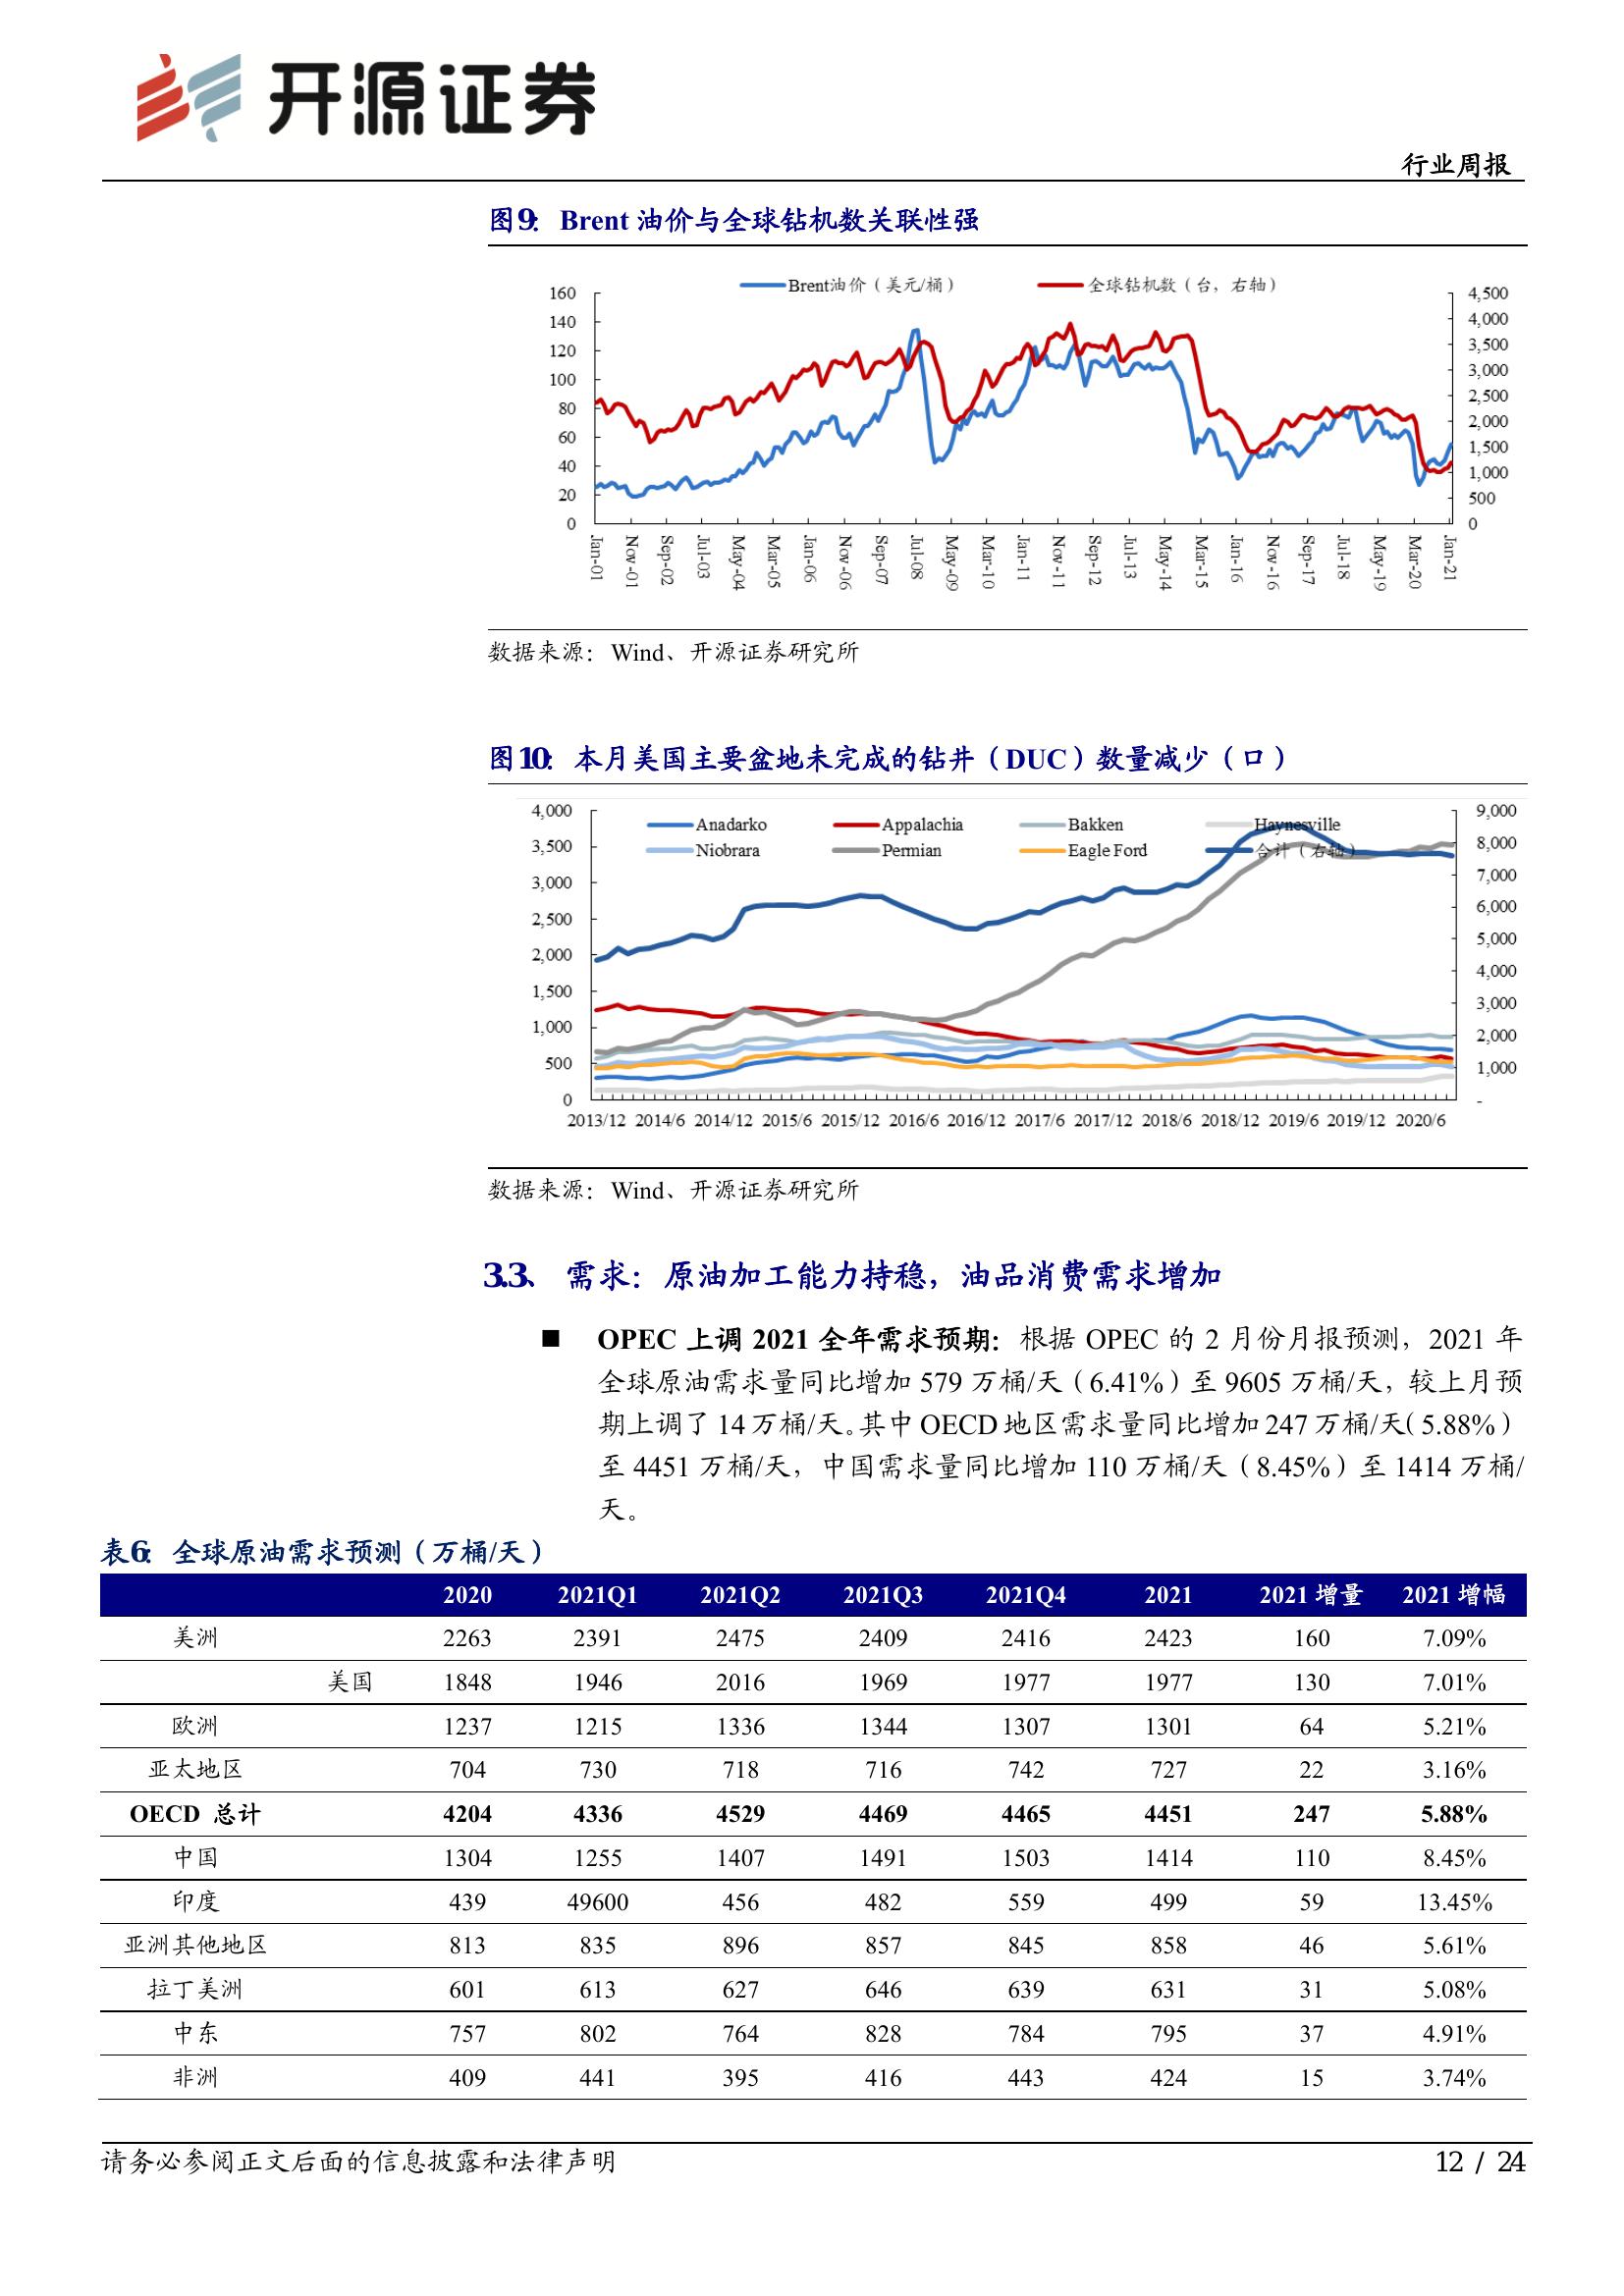 开源证券
行业周报
图9： Brent 油价与全球钻机数关联性强
Brent油价（美元/桶） 全球钻机数（台，右轴）
160 140 120 100 80 60 40 20 0
4,500 4,000 3,500 3,000 2,500 2,000 1,500 1,000 500 0
Jan-01 Nov-01 Sep-02 Jul-03 May-04 Mar-05 Jan-06 Nov-06 Sep-07 Jul-08 May-09 Mar-10 Jan-11 Nov-11 Sep-12 Jul-13 May-14 Mar-15 Jan-16 Nov-16 Sep-17 Jul-18 May-19 Mar-20 Jan-21
数据来源：Wind、开源证券研究所
图10： 本月美国主要盆地未完成的钻井（DUC）数量减少（口）
Anadarko Appalachia Bakken Haynesville
Niobrara Permian Eagle Ford 合计（右轴）
4,000 3,500 3,000 2,500 2,000 1,500 1,000 500 0
9,000 8,000 7,000 6,000 5,000 4,000 3,000 2,000 1,000 -
2013/12 2014/6 2014/12 2015/6 2015/12 2016/6 2016/12 2017/6 2017/12 2018/6 2018/12 2019/6 2019/12 2020/6
数据来源：Wind、开源证券研究所
3.3、 需求：原油加工能力持稳，油品消费需求增加
■ OPEC 上调 2021 全年需求预期：根据 OPEC 的 2 月份月报预测，2021 年
全球原油需求量同比增加 579 万桶/天（6.41%）至 9605 万桶/天，较上月预
期上调了 14 万桶/天。其中 OECD 地区需求量同比增加 247 万桶/天（5.88%）
至 4451 万桶/天，中国需求量同比增加 110 万桶/天（8.45%）至 1414 万桶/
天。
表6： 全球原油需求预测（万桶/天）
2020 2021Q1 2021Q2 2021Q3 2021Q4 2021 2021 增量 2021 增幅
美洲 2263 2391 2475 2409 2416 2423 160 7.09%
美国 1848 1946 2016 1969 1977 1977 130 7.01%
欧洲 1237 1215 1336 1344 1307 1301 64 5.21%
亚太地区 704 730 718 716 742 727 22 3.16%
OECD 总计 4204 4336 4529 4469 4465 4451 247 5.88%
中国 1304 1255 1407 1491 1503 1414 110 8.45%
印度 439 49600 456 482 559 499 59 13.45%
亚洲其他地区 813 835 896 857 845 858 46 5.61%
拉丁美洲 601 613 627 646 639 631 31 5.08%
中东 757 802 764 828 784 795 37 4.91%
非洲 409 441 395 416 443 424 15 3.74%
请务必参阅正文后面的信息披露和法律声明
12 / 24